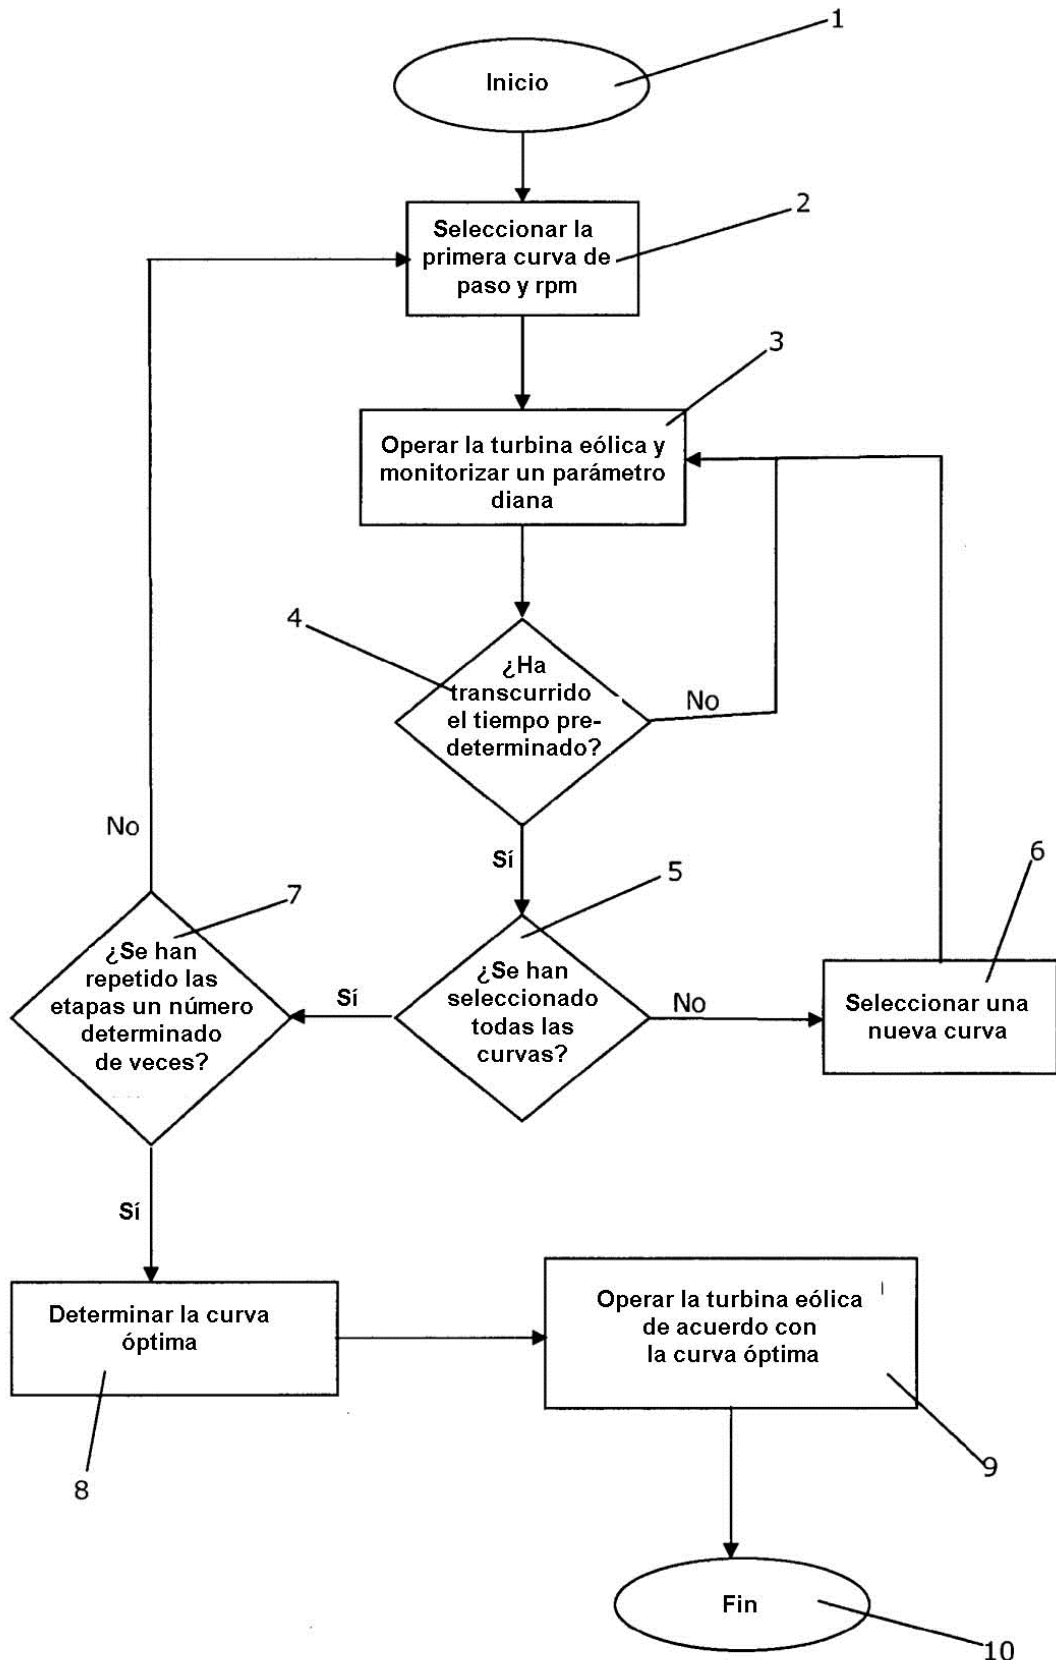 1
Inicio
2
Seleccionar la
primera curva de
paso y rpm
3
Operar la turbina eólica y
monitorizar un parámetro
diana
4
¿Ha
transcurrido
el tiempo pre-
determinado?
No
No
Sí
5
6
7
¿Se han
repetido las
etapas un número
determinado
de veces?
Sí
¿Se han
seleccionado
todas las
curvas?
No
Seleccionar una
nueva curva
Sí
Determinar la curva
óptima
8
Operar la turbina eólica
de acuerdo con
la curva óptima
9
Fin
10